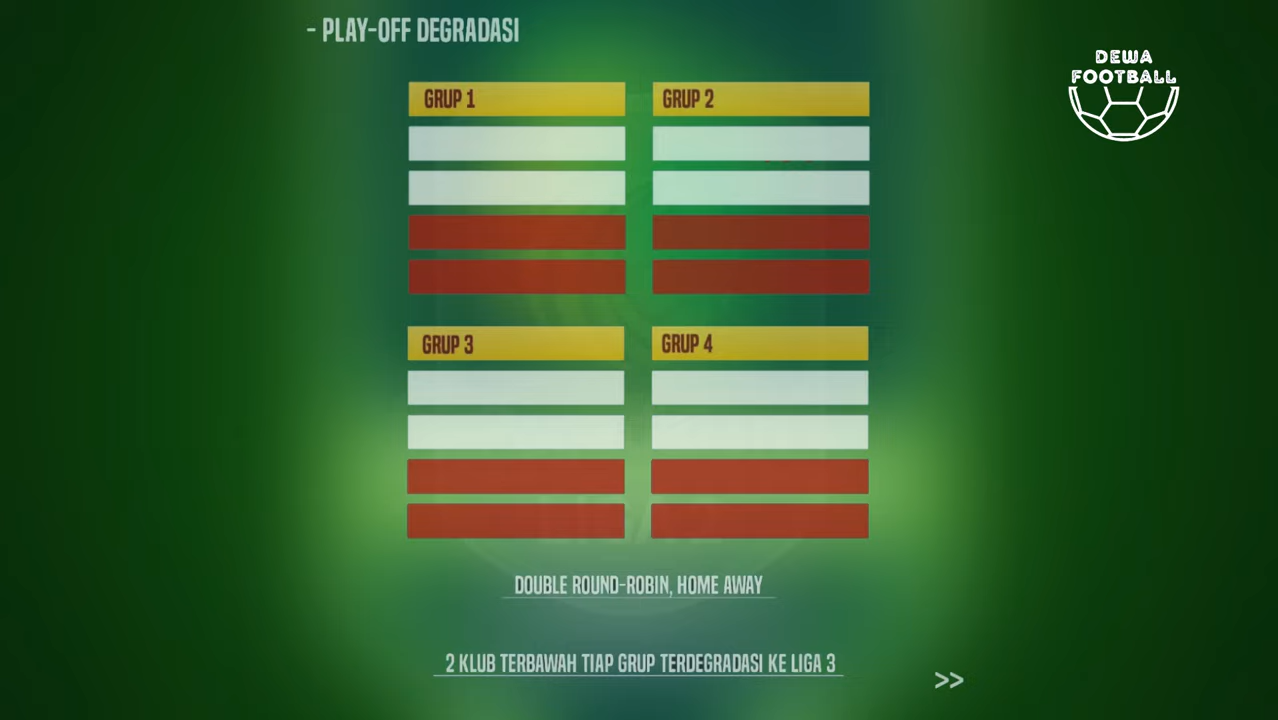 - PLAY-OFF DEGRADASI
DEWA
FOOTBALL
GRUP 1
GRUP 2
GRUP 3
GRUP 4
DOUBLE ROUND-ROBIN, HOME AWAY
2 KLUB TERBAWAH TIAP GRUP TERDEGRADASI KE LIGA 3
>>